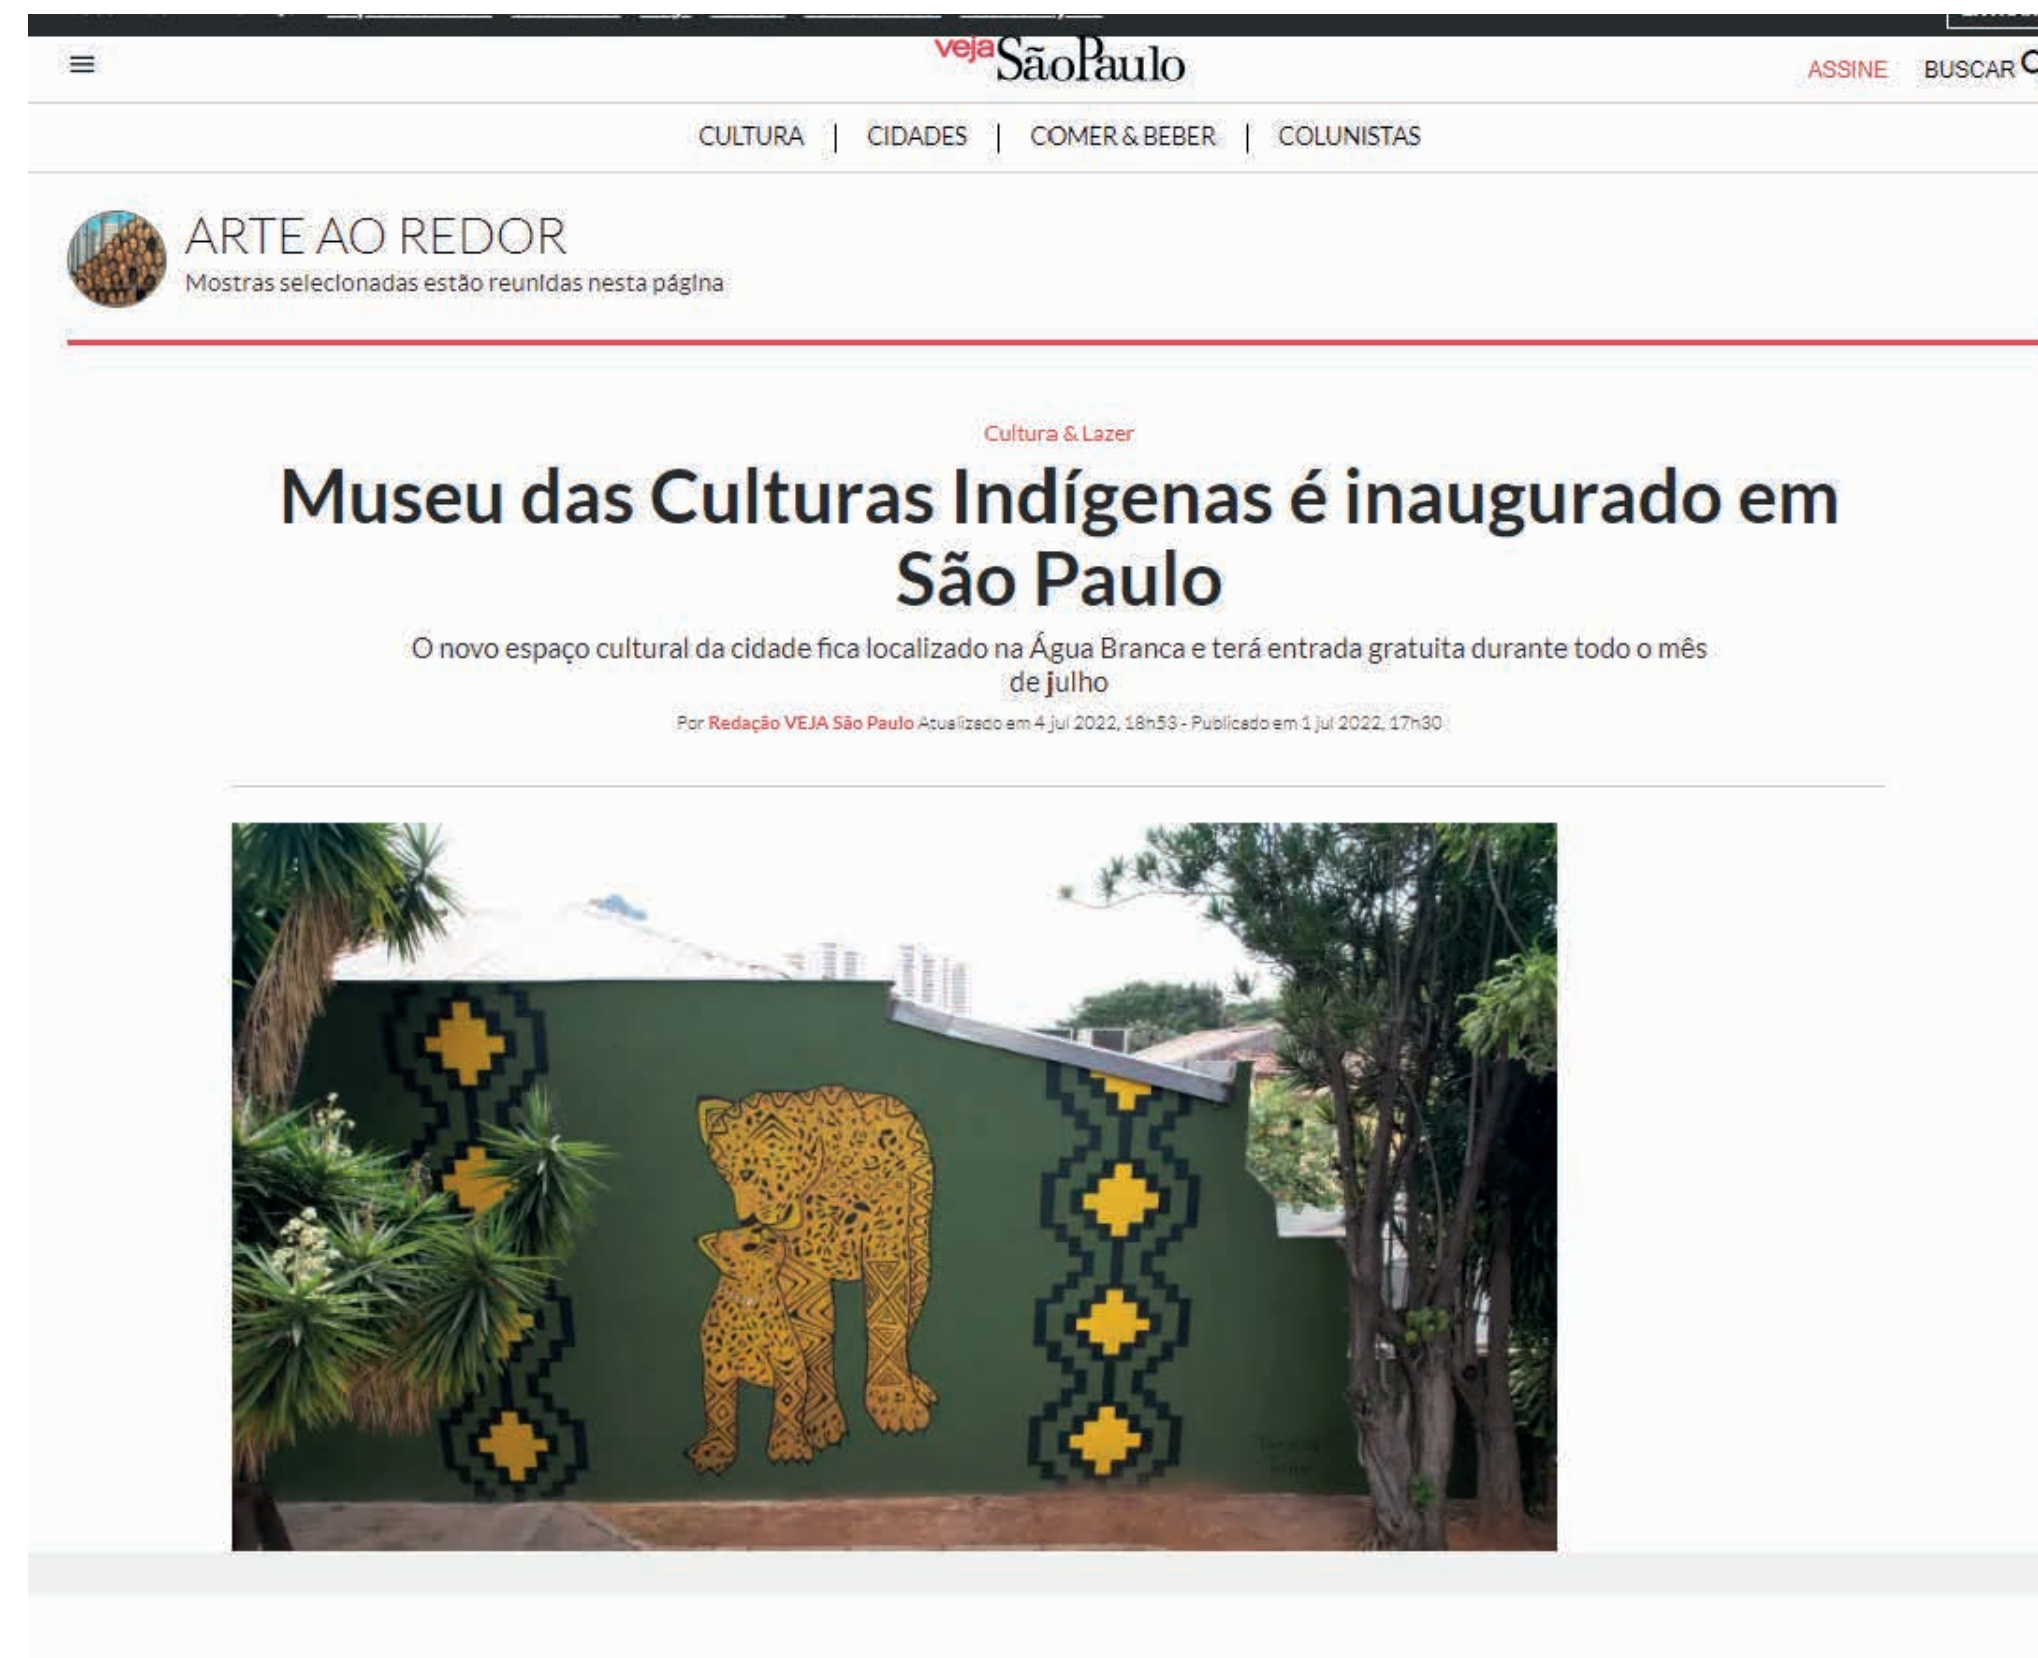 veja SãoPaulo
ASSINE BUSCAR
CULTURA | CIDADES | COMER & BEBER | COLUNISTAS
ARTE AO REDOR
Mostras selecionadas estão reunidas nesta página
Cultura & Lazer
Museu das Culturas Indígenas é inaugurado em
São Paulo
O novo espaço cultural da cidade fica localizado na Água Branca e terá entrada gratuita durante todo o mês
de julho
Por Redação VEJA São Paulo Atualizado em 4 jul 2022, 18h53 - Publicado em 1 jul 2022, 17h30